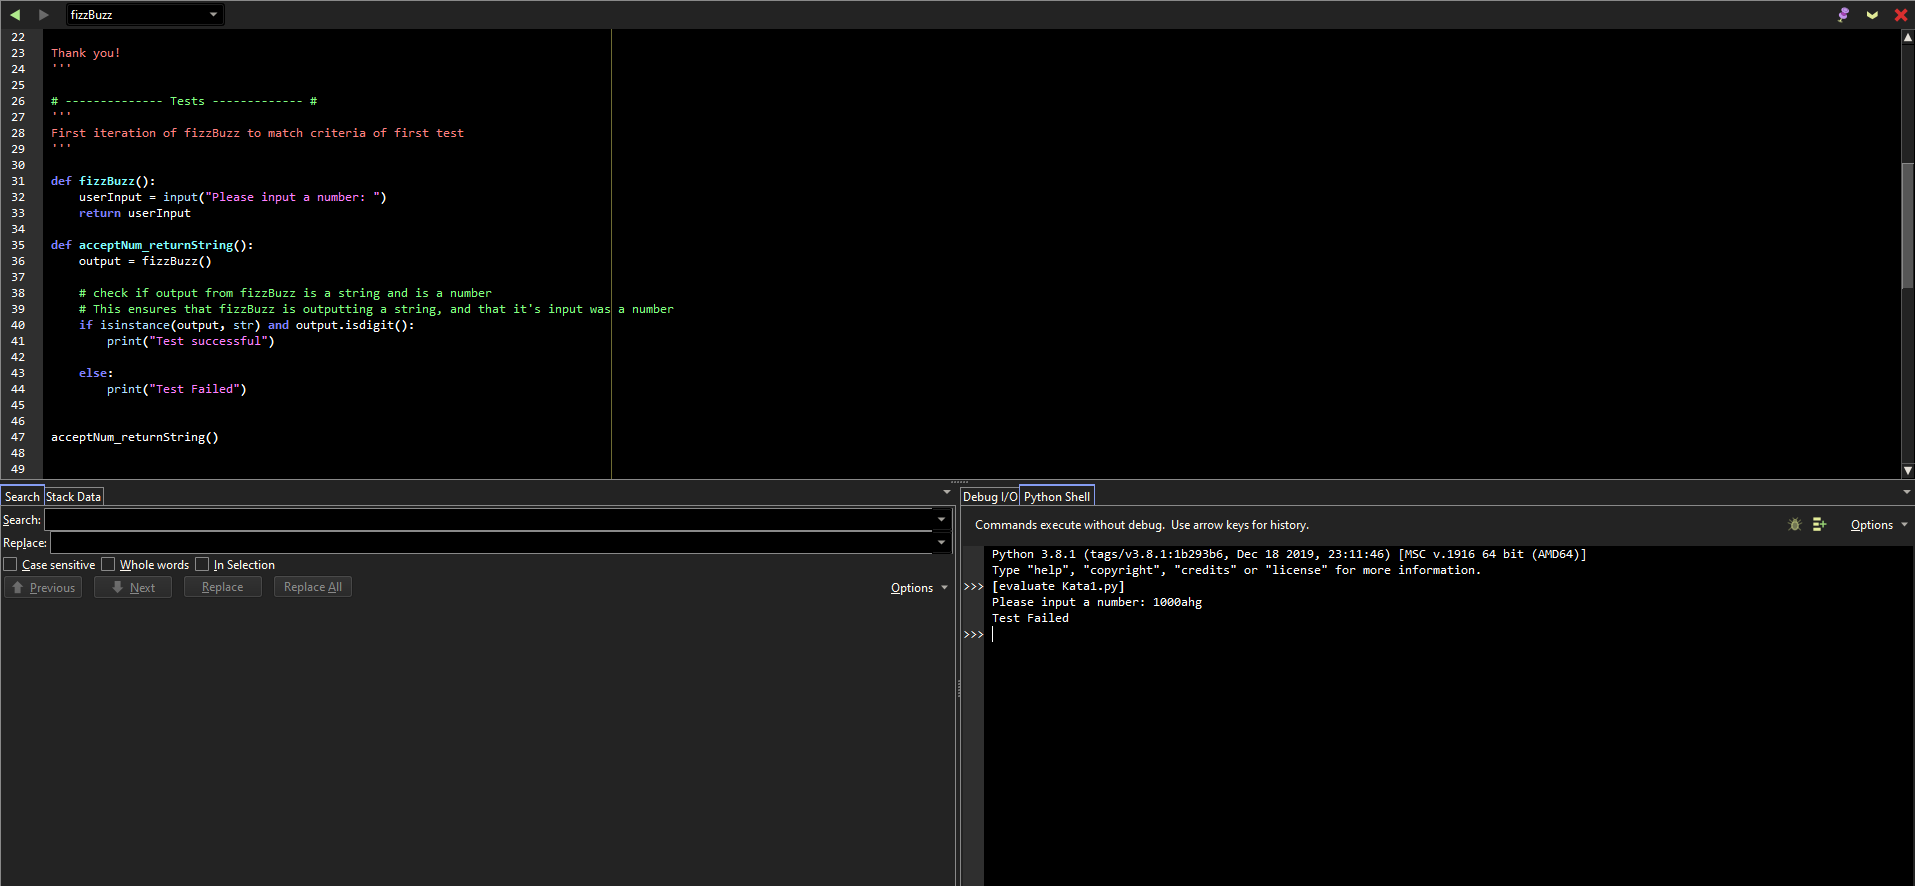 fizzBuzz
22
23 Thank you!
24 '''
25
26 # -------------- Tests ------------- #
27 '''
28 First iteration of fizzBuzz to match criteria of first test
29 '''
30
31 def fizzBuzz():
32 userInput = input("Please input a number: ")
33 return userInput
34
35 def acceptNum_returnString():
36 output = fizzBuzz()
37
38 # check if output from fizzBuzz is a string and is a number
39 # This ensures that fizzBuzz is outputting a string, and that it's input was a number
40 if isinstance(output, str) and output.isdigit():
41 print("Test successful")
42
43 else:
44 print("Test Failed")
45
46
47 acceptNum_returnString()
48
49
Search Stack Data
Search:
Replace:
Case sensitive Whole words In Selection
Previous Next Replace Replace All Options
Debug I/O Python Shell
Commands execute without debug. Use arrow keys for history. Options
Python 3.8.1 (tags/v3.8.1:1b293b6, Dec 18 2019, 23:11:46) [MSC v.1916 64 bit (AMD64)]
Type "help", "copyright", "credits" or "license" for more information.
>>> [evaluate Kata1.py]
Please input a number: 1000ahg
Test Failed
>>>